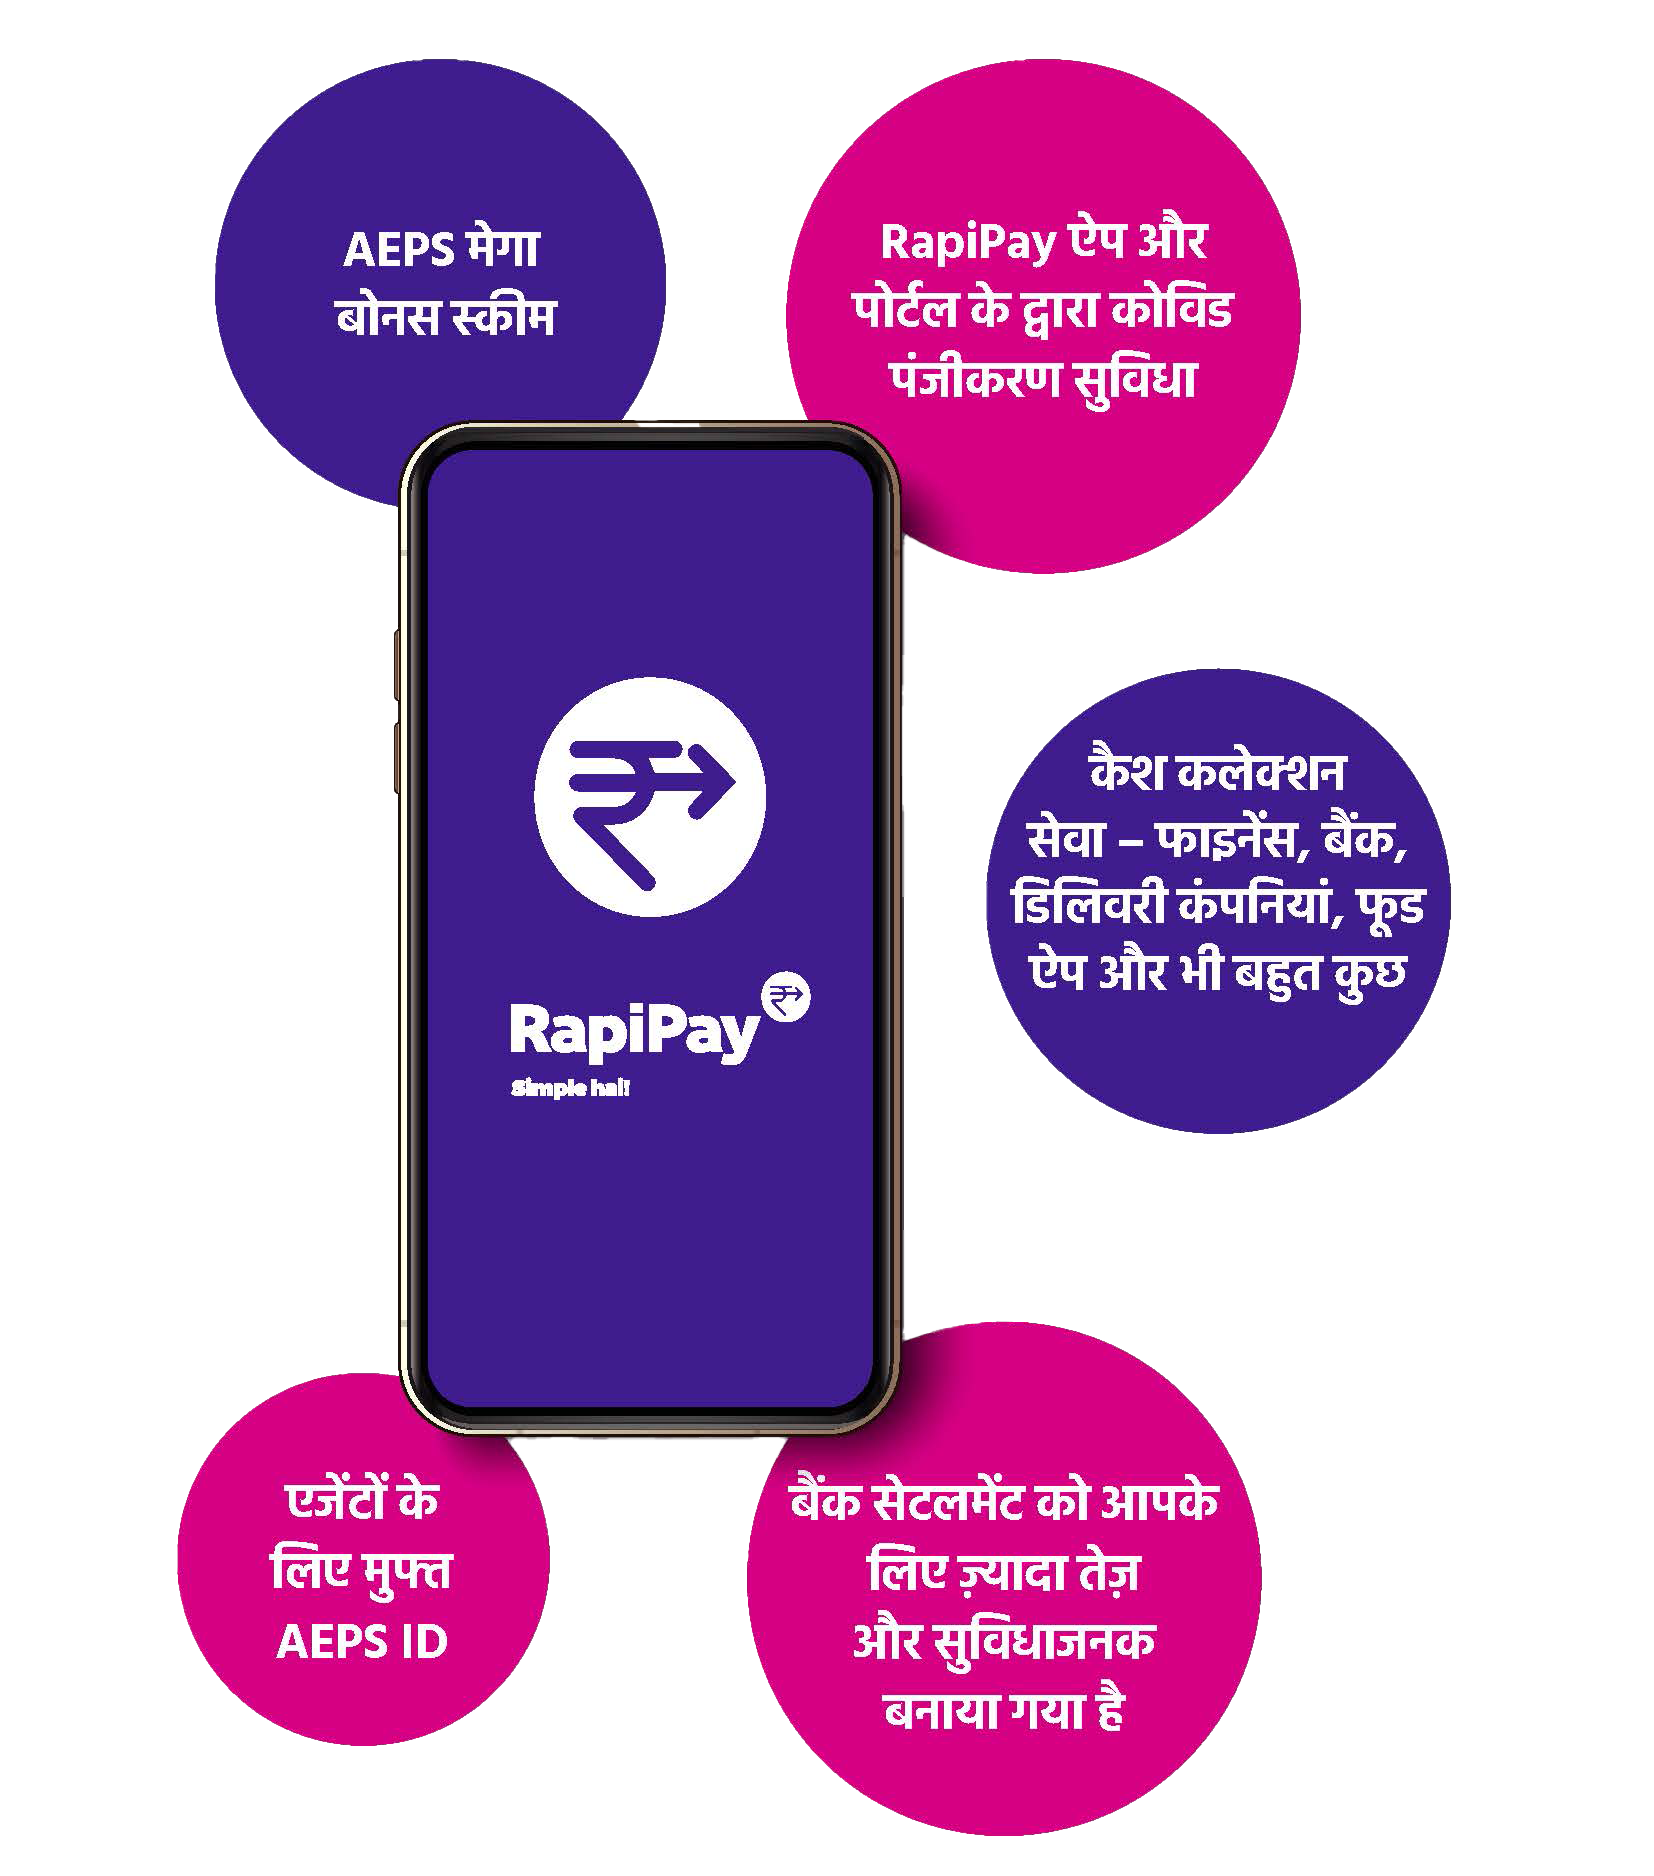 AEPS मेगा
बोनस स्कीम
RapiPay ऐप और
पोर्टल के द्वारा कोविड
पंजीकरण सुविधा
कैश कलेक्शन
सेवा – फाइनेंस, बैंक,
डिलिवरी कंपनियां, फूड
ऐप और भी बहुत कुछ
RapiPay
Simple hai!
एजेंटों के
लिए मुफ्त
AEPS ID
बैंक सेटलमेंट को आपके
लिए ज़्यादा तेज़
और सुविधाजनक
बनाया गया है